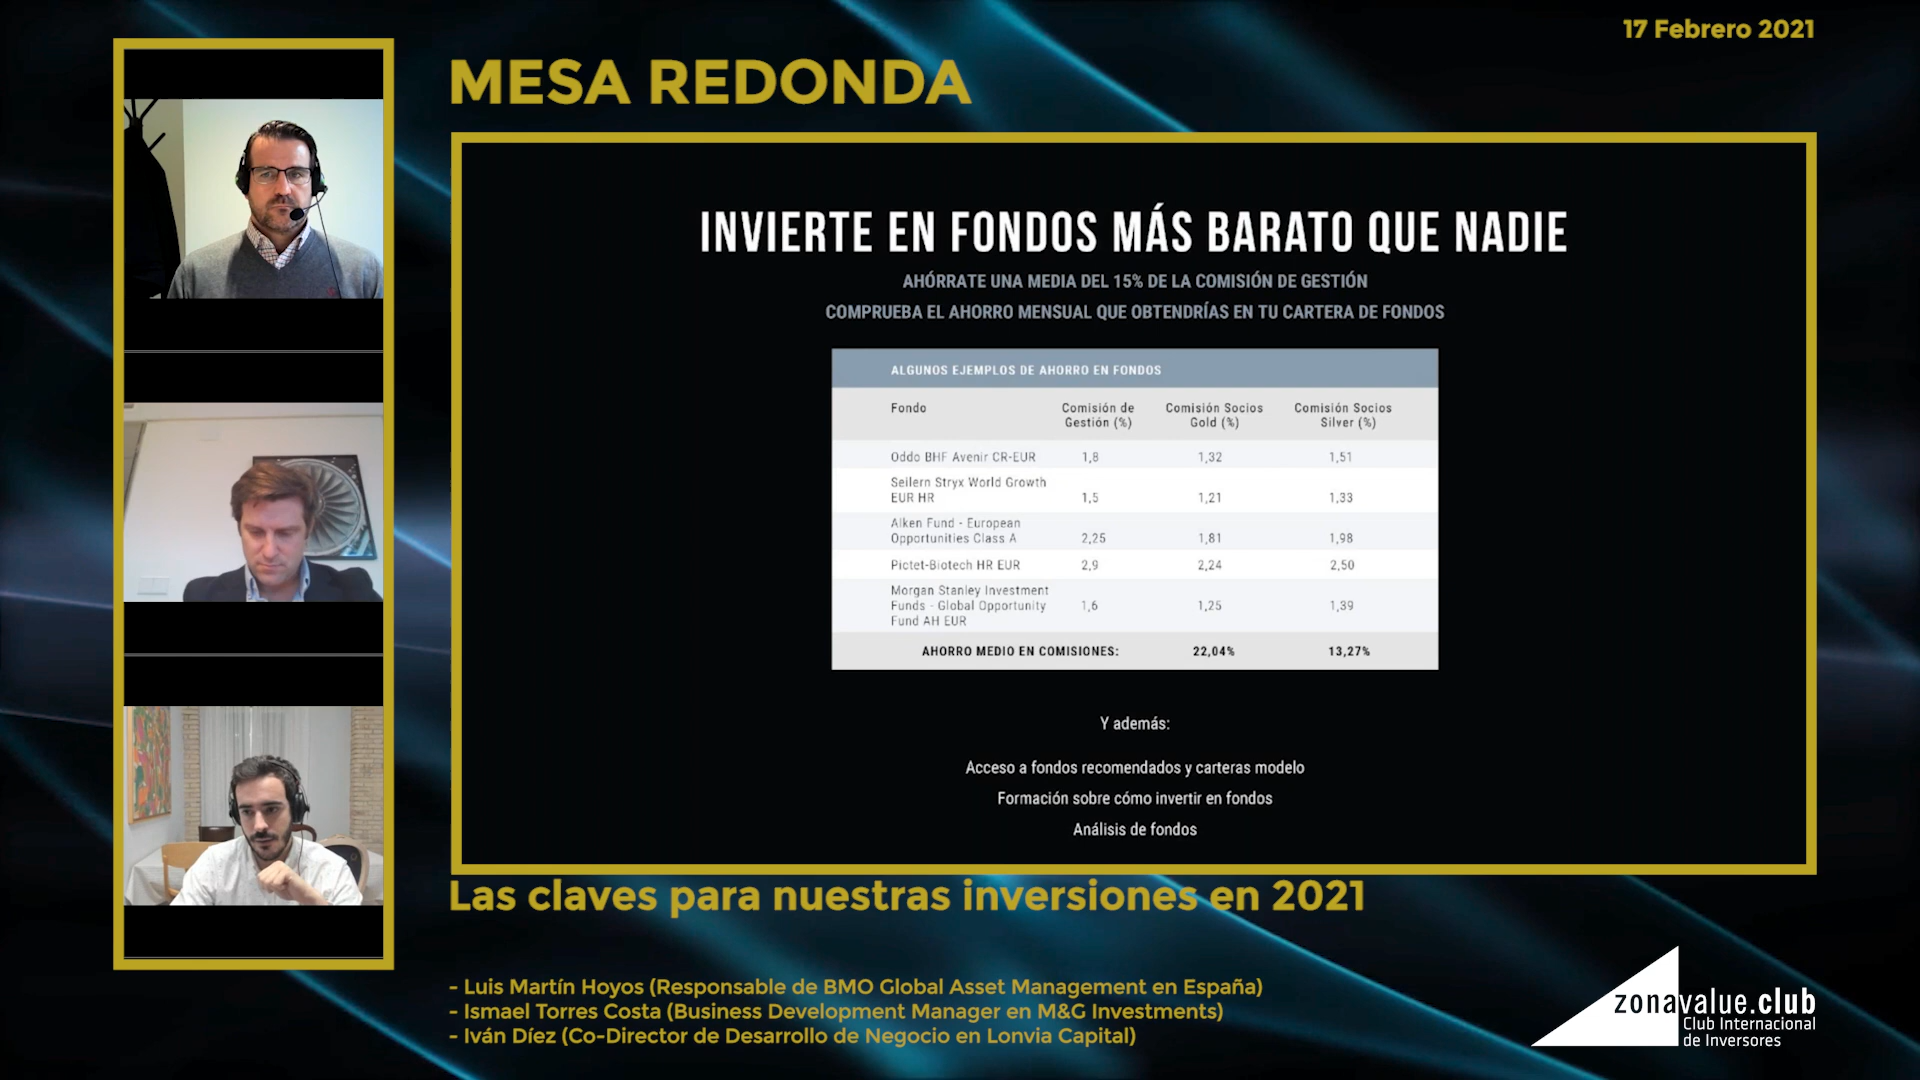 17 Febrero 2021
MESA REDONDA
INVIERTE EN FONDOS MÁS BARATO QUE NADIE
AHÓRRATE UNA MEDIA DEL 15% DE LA COMISIÓN DE GESTIÓN
COMPRUEBA EL AHORRO MENSUAL QUE OBTENDRÍAS EN TU CARTERA DE FONDOS
ALGUNOS EJEMPLOS DE AHORRO EN FONDOS
Fondo
Comisión de
Gestión (%)
Comisión Socios
Gold (%)
Comisión Socios
Silver (%)
Oddo BHF Avenir CR-EUR 1,8 1,32 1,51
Seilern Stryx World Growth
EUR HR 1,5 1,21 1,33
Alken Fund - European
Opportunities Class A 2,25 1,81 1,98
Pictet-Biotech HR EUR 2,9 2,24 2,50
Morgan Stanley Investment
Funds - Global Opportunity 1,6 1,25 1,39
Fund AH EUR
AHORRO MEDIO EN COMISIONES: 22,04% 13,27%
Y además:
Acceso a fondos recomendados y carteras modelo
Formación sobre cómo invertir en fondos
Análisis de fondos
Las claves para nuestras inversiones en 2021
- Luis Martín Hoyos (Responsable de BMO Global Asset Management en España)
- Ismael Torres Costa (Business Development Manager en M&G Investments)
- Iván Díez (Co-Director de Desarrollo de Negocio en Lonvia Capital)
zonavalue.club
Club Internacional
de Inversores